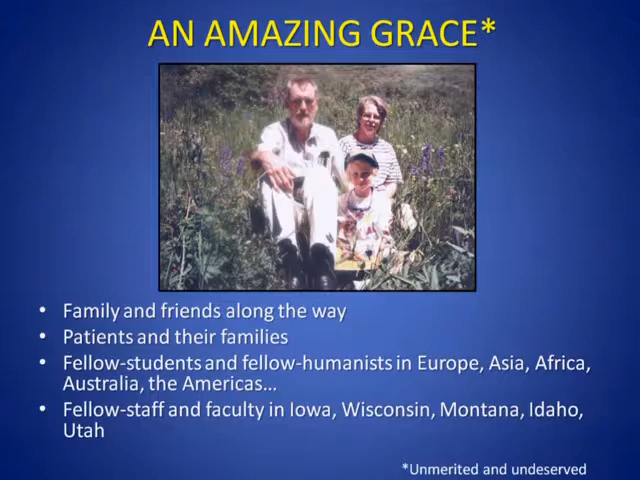 AN AMAZING GRACE*
• Family and friends along the way
• Patients and their families
• Fellow-students and fellow-humanists in Europe, Asia, Africa,
Australia, the Americas…
• Fellow-staff and faculty in Iowa, Wisconsin, Montana, Idaho,
Utah
*Unmerited and undeserved